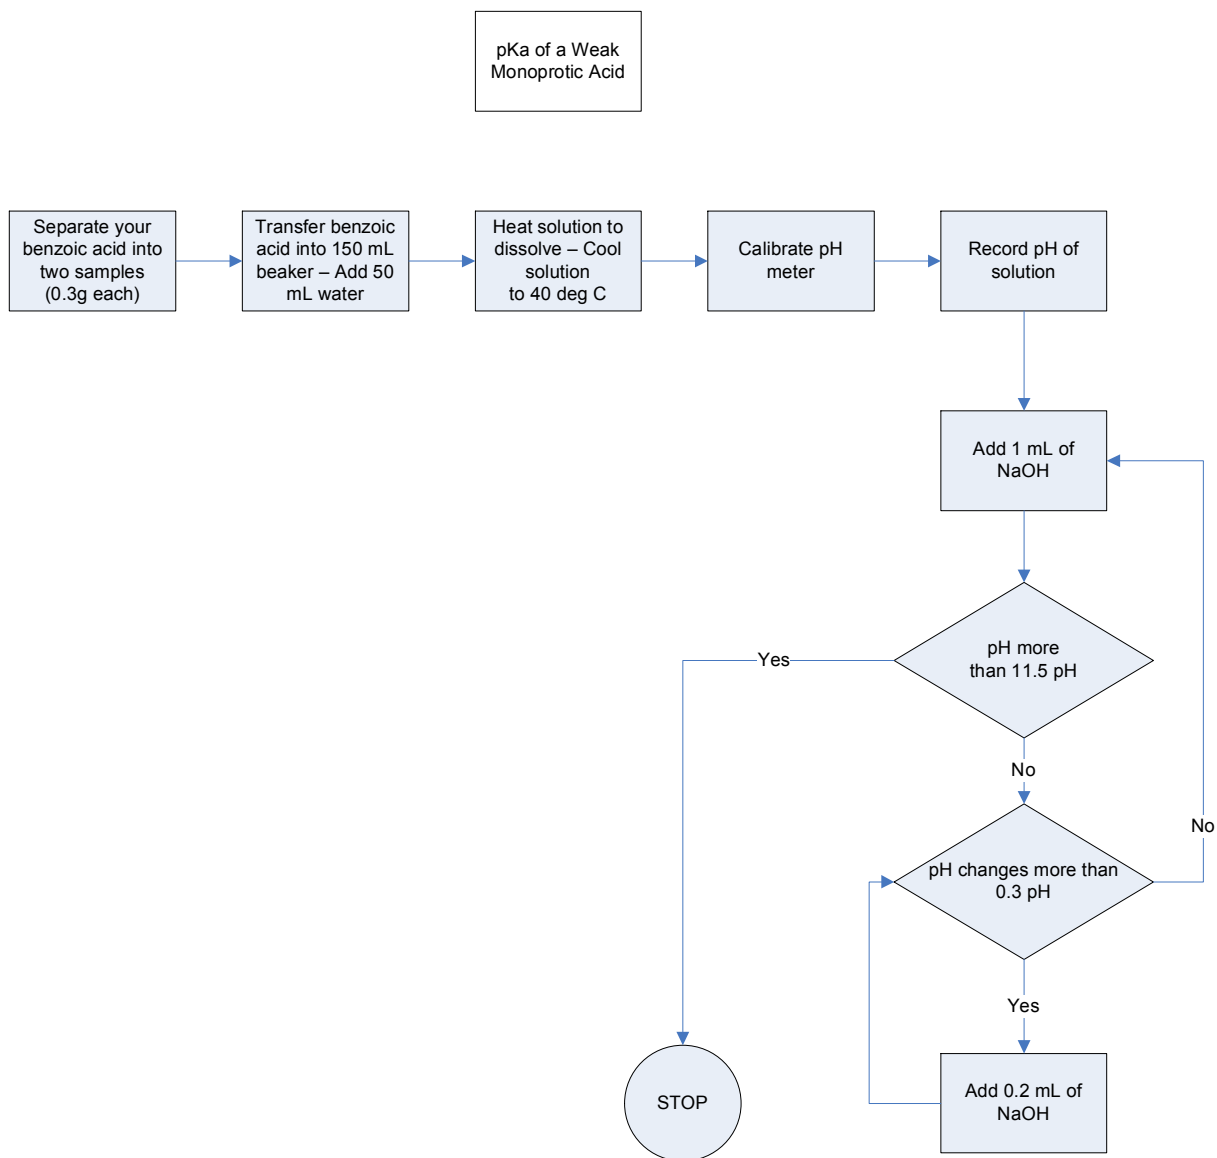 pKa of a Weak
Monoprotic Acid
Separate your
benzoic acid into
two samples
(0.3g each)
Transfer benzoic
acid into 150 mL
beaker – Add 50
mL water
Heat solution to
dissolve – Cool
solution
to 40 deg C
Calibrate pH
meter
Record pH of
solution
Add 1 mL of
NaOH
pH more
than 11.5 pH
Yes
No
pH changes more than
0.3 pH
No
Yes
Add 0.2 mL of
NaOH
STOP